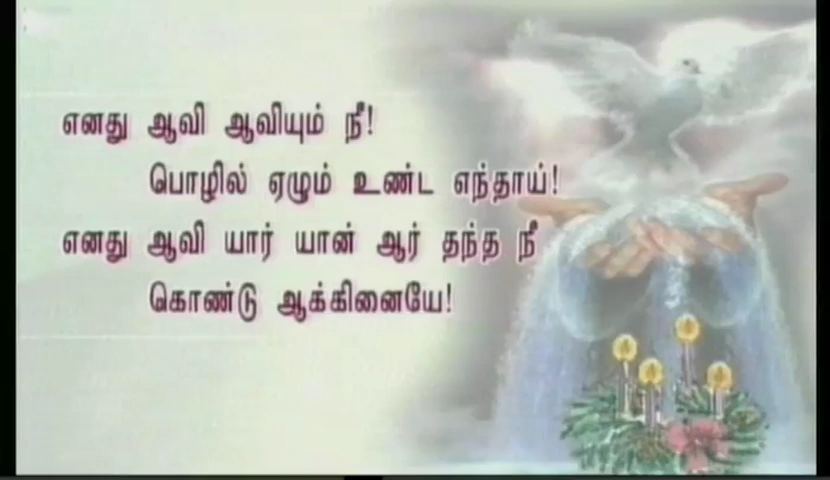 எனது ஆவி ஆவியும் நீ!
பொழில் ஏழும் உண்ட எந்தாய்!
எனது ஆவி யார் யான் ஆர் தந்த நீ
கொண்டு ஆக்கினையே!